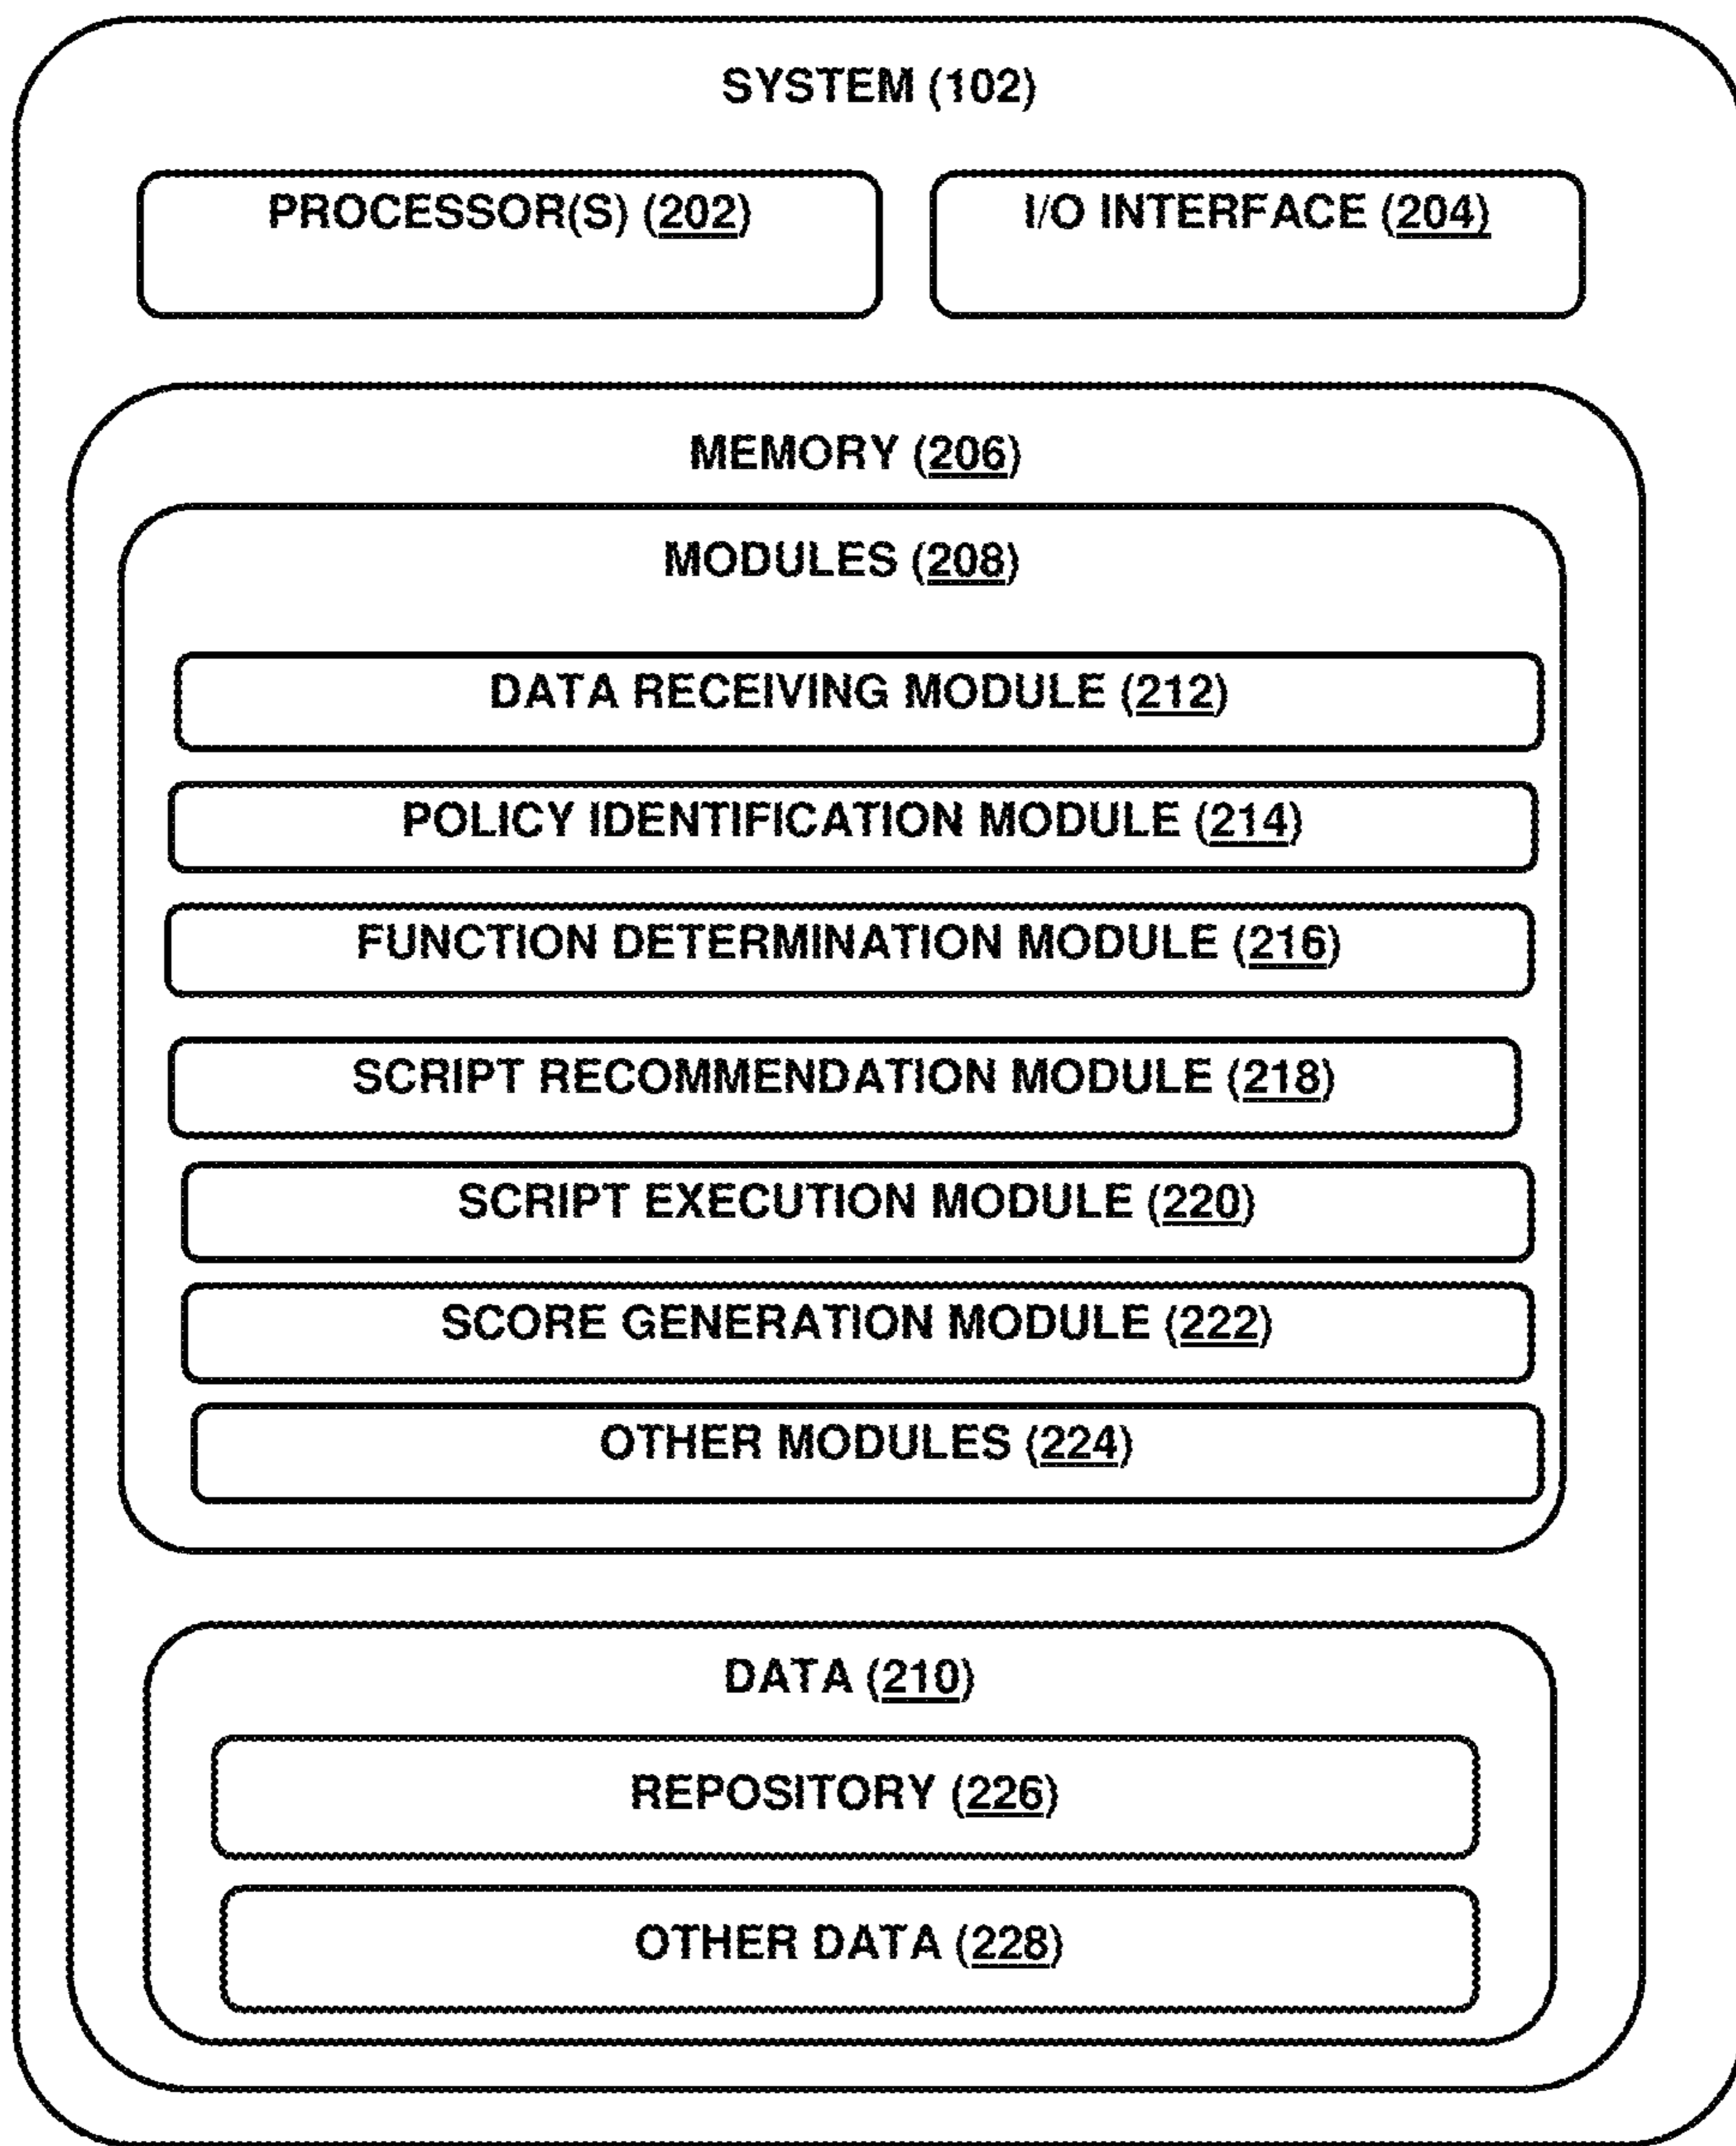 SYSTEM (102)
PROCESSOR(S) (202)
I/O INTERFACE (204)
MEMORY (206)
MODULES (208)
DATA RECEIVING MODULE (212)
POLICY IDENTIFICATION MODULE (214)
FUNCTION DETERMINATION MODULE (216)
SCRIPT RECOMMENDATION MODULE (218)
SCRIPT EXECUTION MODULE (220)
SCORE GENERATION MODULE (222)
OTHER MODULES (224)
DATA (210)
REPOSITORY (226)
OTHER DATA (228)